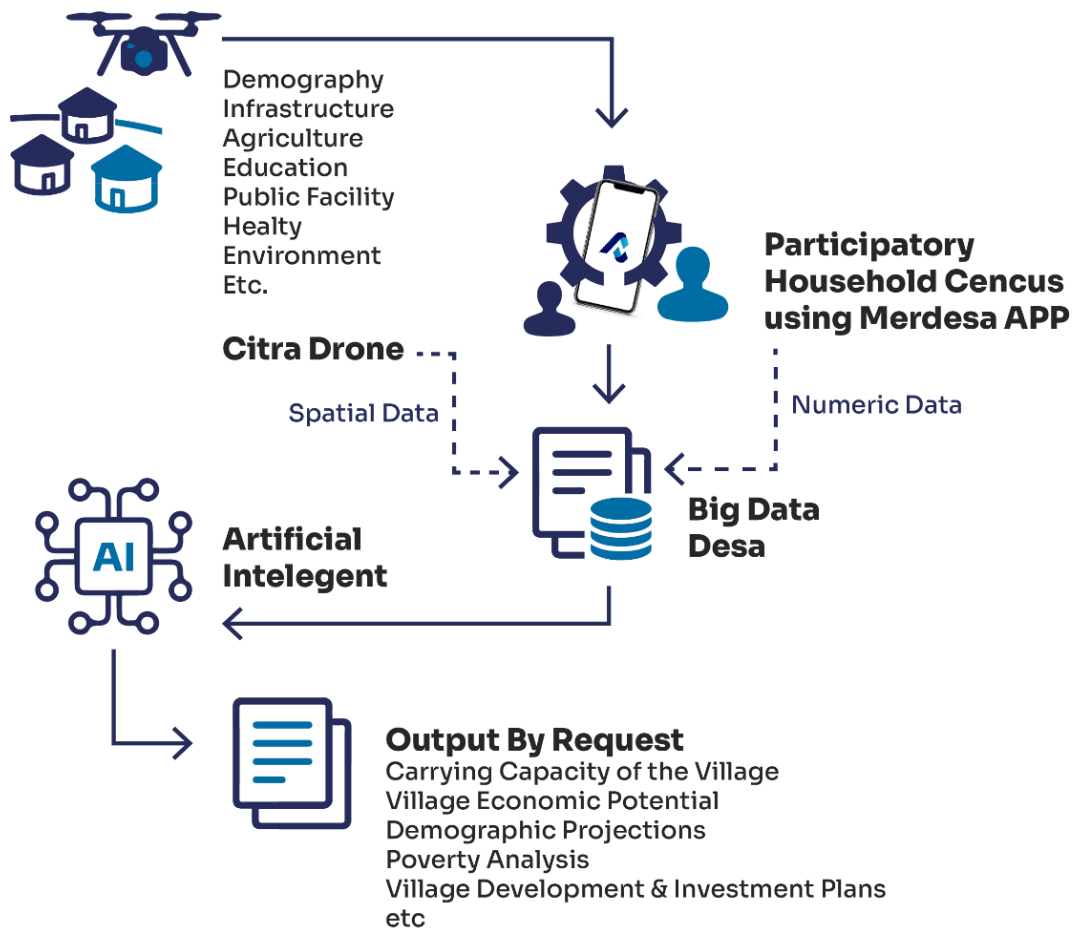 Demography
Infrastructure
Agriculture
Education
Public Facility
Healty
Environment
Etc.
Participatory
Household Cencus
using Merdesa APP
Citra Drone
Spatial Data
Numeric Data
Big Data
Desa
AI
Artificial
Intelegent
Output By Request
Carrying Capacity of the Village
Village Economic Potential
Demographic Projections
Poverty Analysis
Village Development & Investment Plans
etc